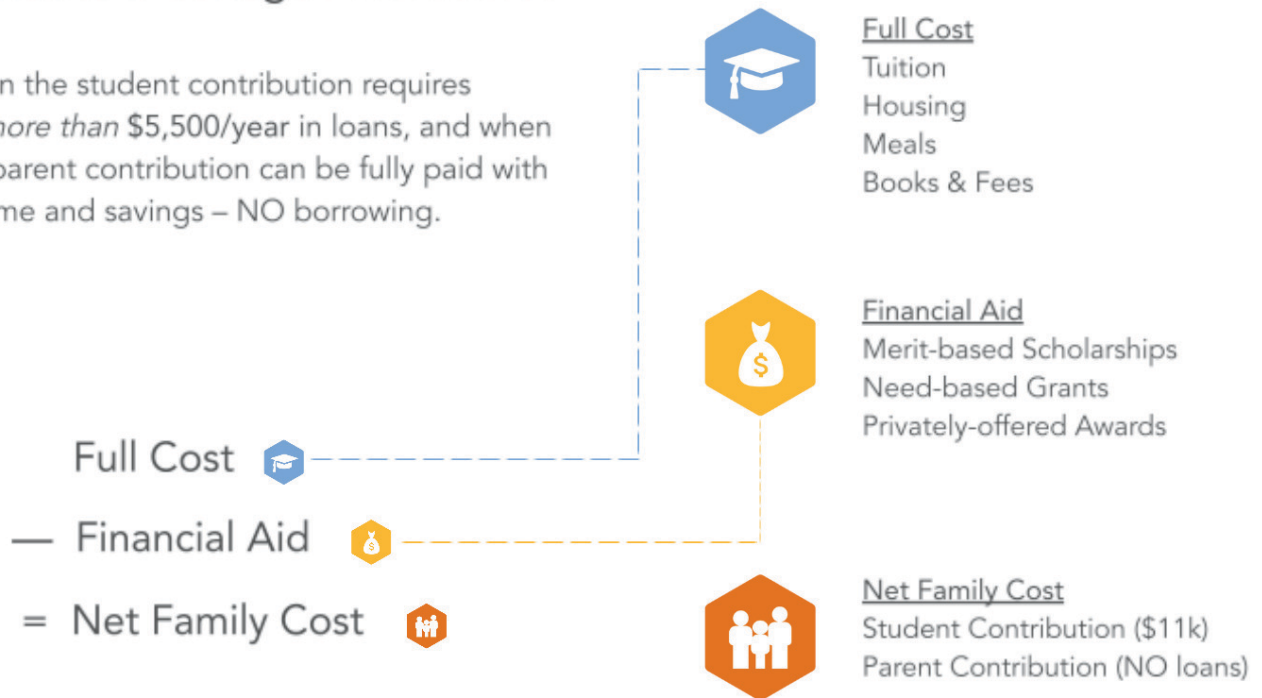 n the student contribution requires
more than $5,500/year in loans, and when
parent contribution can be fully paid with
me and savings – NO borrowing.
Full Cost
— Financial Aid
$
= Net Family Cost
Full Cost
Tuition
Housing
Meals
Books & Fees
$
Financial Aid
Merit-based Scholarships
Need-based Grants
Privately-offered Awards
Net Family Cost
Student Contribution ($11k)
Parent Contribution (NO loans)